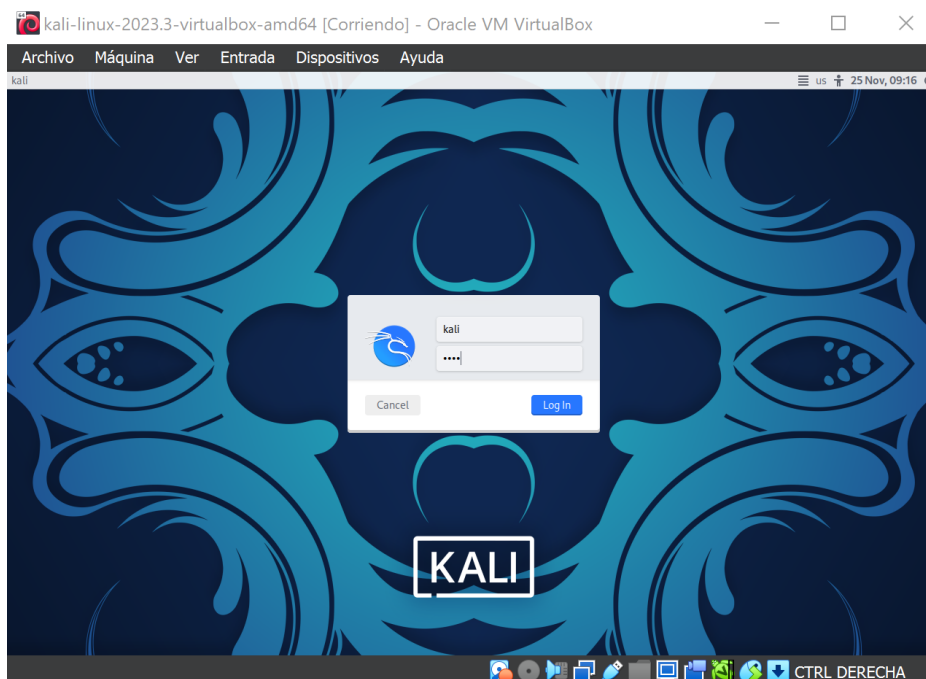 kali-linux-2023.3-virtualbox-amd64 [Corriendo] - Oracle VM VirtualBox
Archivo Máquina Ver Entrada Dispositivos Ayuda
kali us 25 Nov, 09:16
kali
••••
Cancel Log In
KALI
CTRL DERECHA